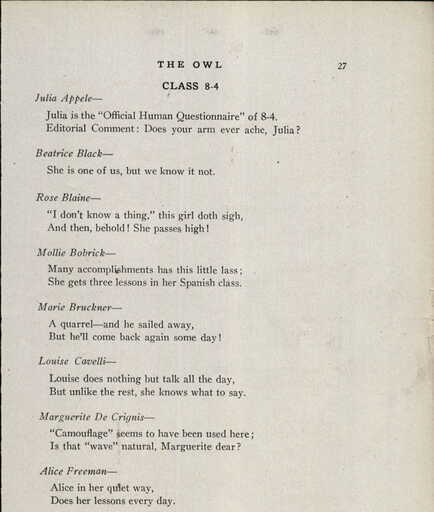 THE OWL 27
CLASS 8-4
Julia Appele—
Julia is the "Official Human Questionnaire" of 8-4.
Editorial Comment: Does your arm ever ache, Julia?
Beatrice Black—
She is one of us, but we know it not.
Rose Blaine—
"I don't know a thing," this girl doth sigh,
And then, behold! She passes high!
Mollie Bobrick—
Many accomplishments has this little lass;
She gets three lessons in her Spanish class.
Marie Bruckner—
A quarrel—and he sailed away,
But he'll come back again some day!
Louise Cavelli—
Louise does nothing but talk all the day,
But unlike the rest, she knows what to say.
Marguerite De Crignis—
"Camouflage" seems to have been used here;
Is that "wave" natural, Marguerite dear?
Alice Freeman—
Alice in her quiet way,
Does her lessons every day.